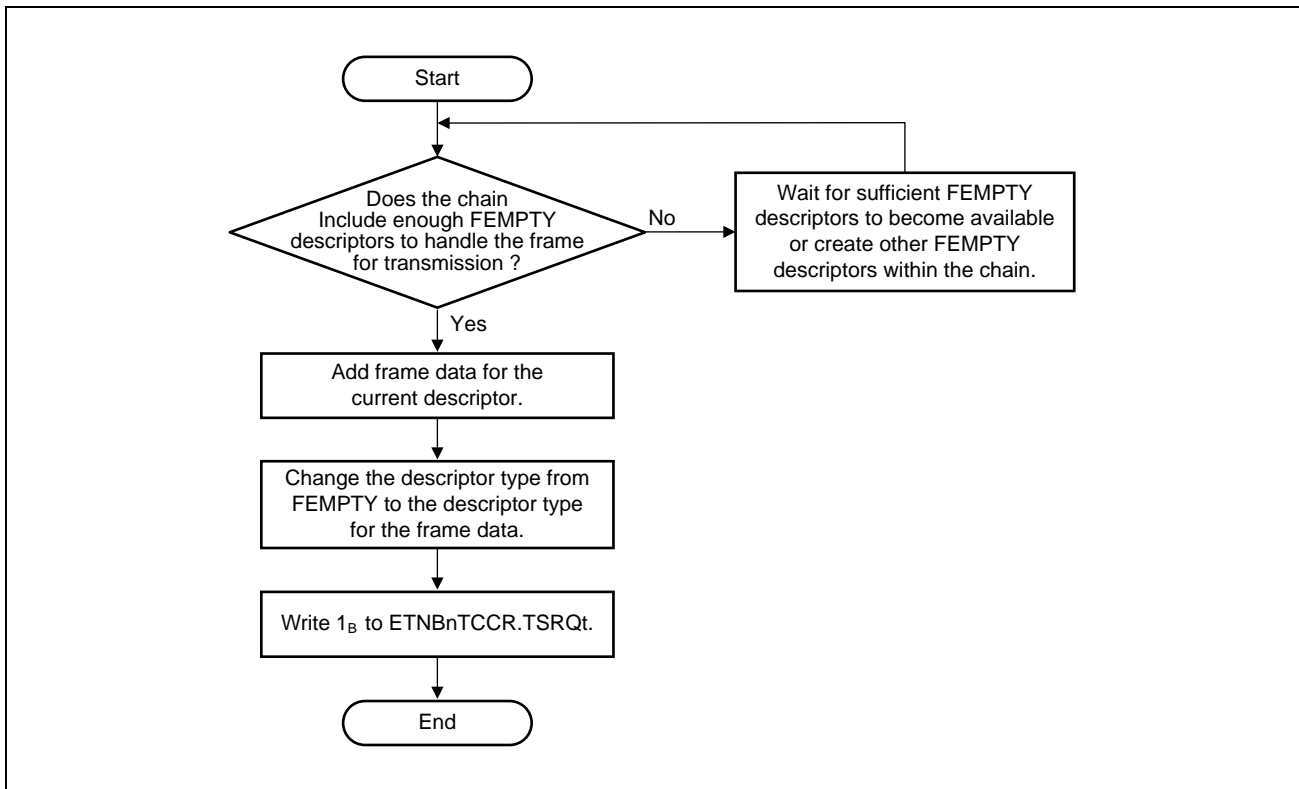 Start
Does the chain
Include enough FEMPTY
descriptors to handle the frame
for transmission ?
No
Wait for sufficient FEMPTY
descriptors to become available
or create other FEMPTY
descriptors within the chain.
Yes
Add frame data for the
current descriptor.
Change the descriptor type from
FEMPTY to the descriptor type
for the frame data.
Write 1B to ETNBnTCCR.TSRQt.
End